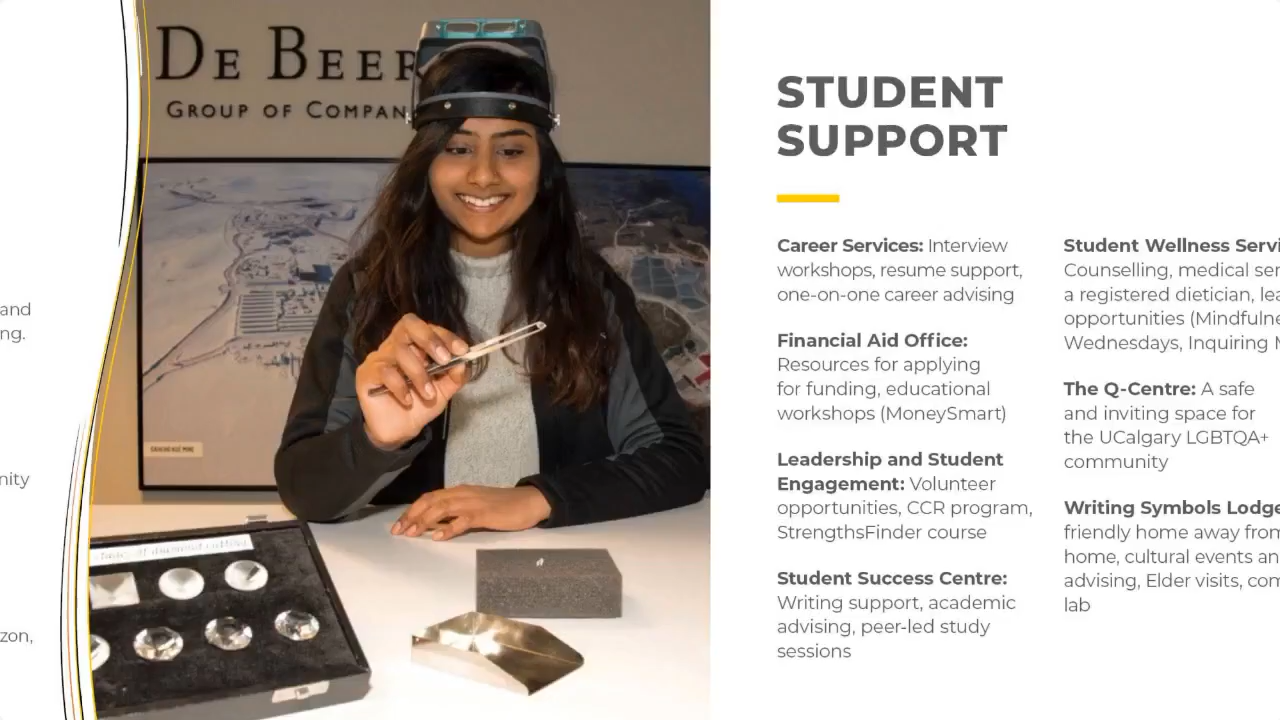 and
ng.
nity
zon,
DE BEER
GROUP OF COMPAN
GAHCHO KUÉ MINE
STUDENT
SUPPORT
Career Services: Interview
workshops, resume support,
one-on-one career advising
Financial Aid Office:
Resources for applying
for funding, educational
workshops (MoneySmart)
Leadership and Student
Engagement: Volunteer
opportunities, CCR program,
StrengthsFinder course
Student Success Centre:
Writing support, academic
advising, peer-led study
sessions
Student Wellness Servi
Counselling, medical ser
a registered dietician, lea
opportunities (Mindfulne
Wednesdays, Inquiring M
The Q-Centre: A safe
and inviting space for
the UCalgary LGBTQA+
community
Writing Symbols Lodge
friendly home away from
home, cultural events an
advising, Elder visits, com
lab